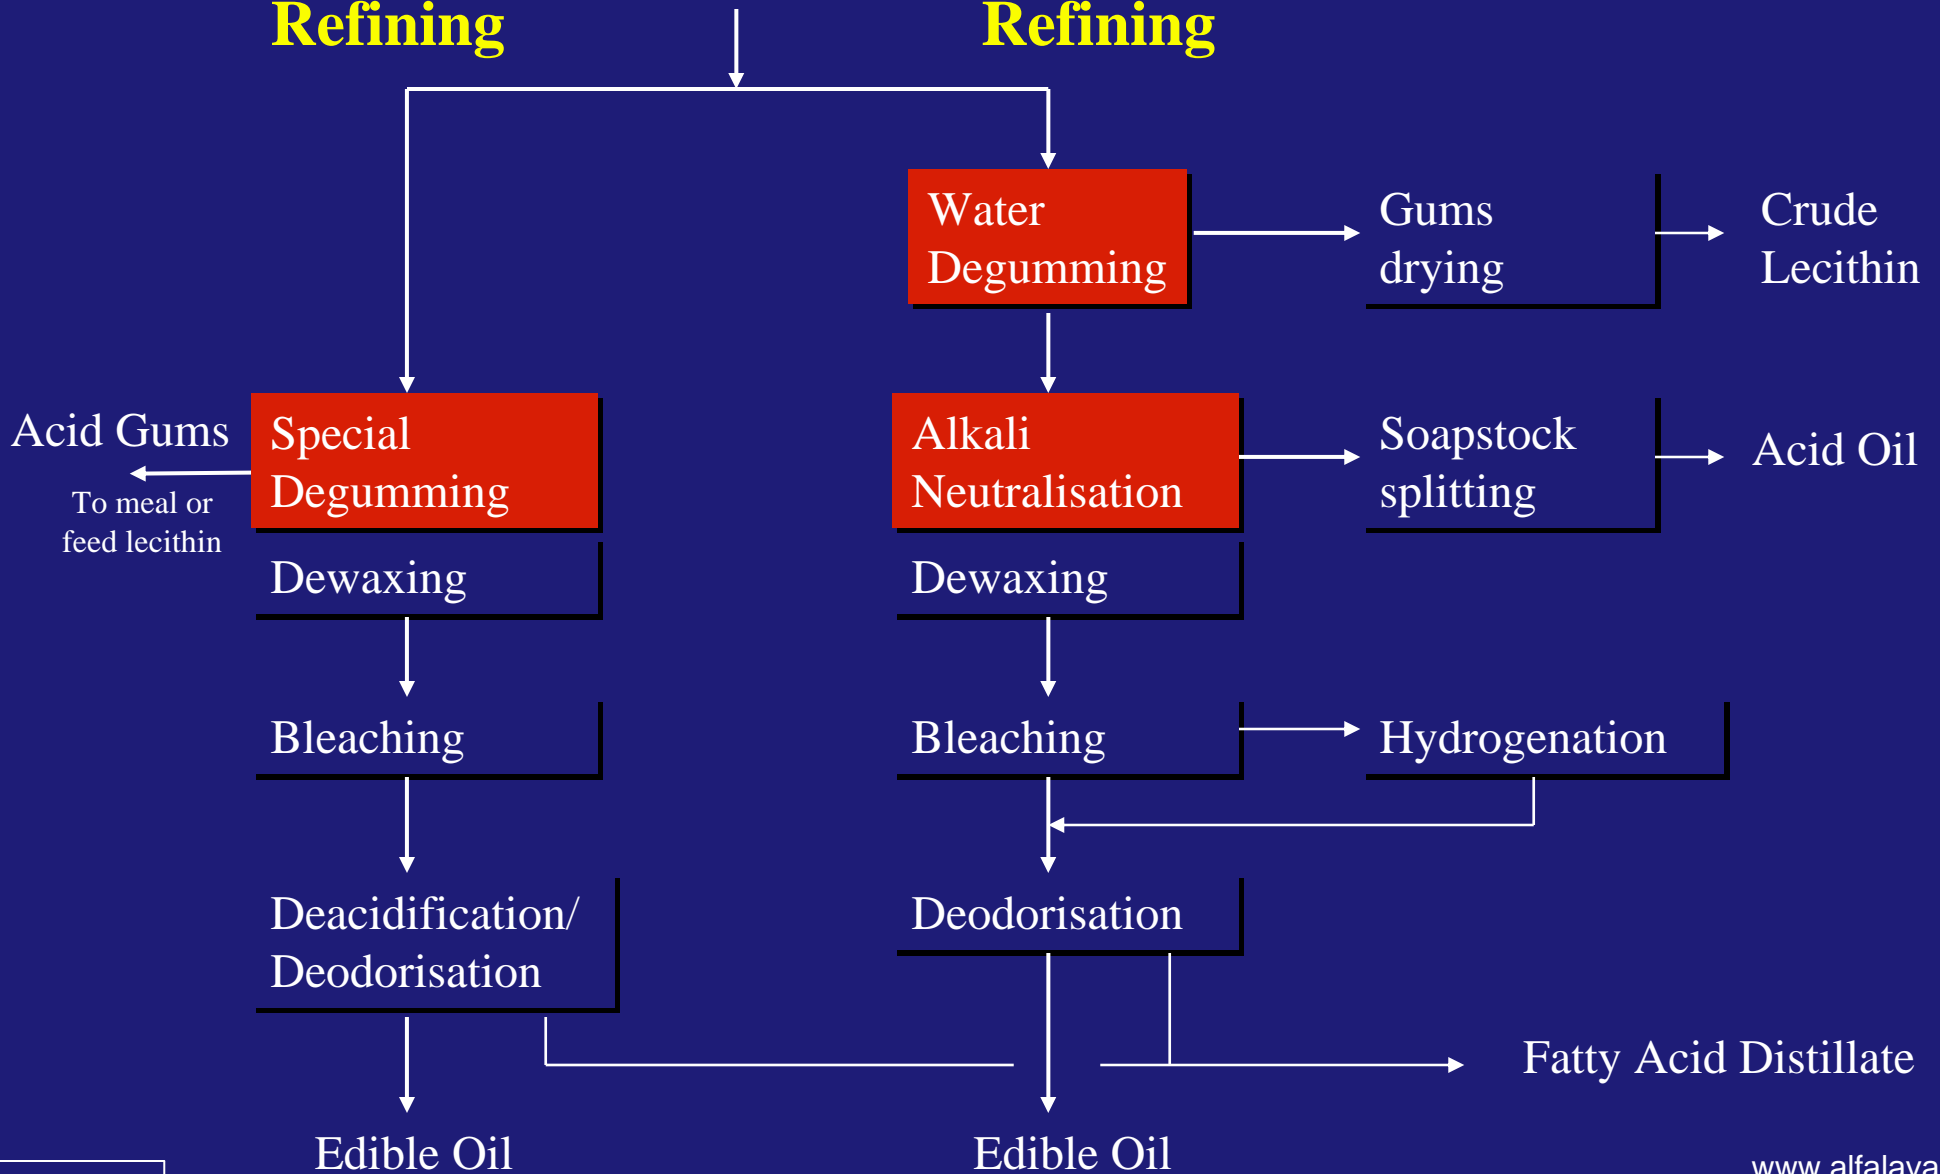 Refining
Refining
Water
Degumming
Gums
drying
Crude
Lecithin
Acid Gums
To meal or
feed lecithin
Special
Degumming
Alkali
Neutralisation
Soapstock
splitting
Acid Oil
Dewaxing
Dewaxing
Bleaching
Bleaching
Hydrogenation
Deacidification/
Deodorisation
Deodorisation
Fatty Acid Distillate
Edible Oil
Edible Oil
www.alfalava